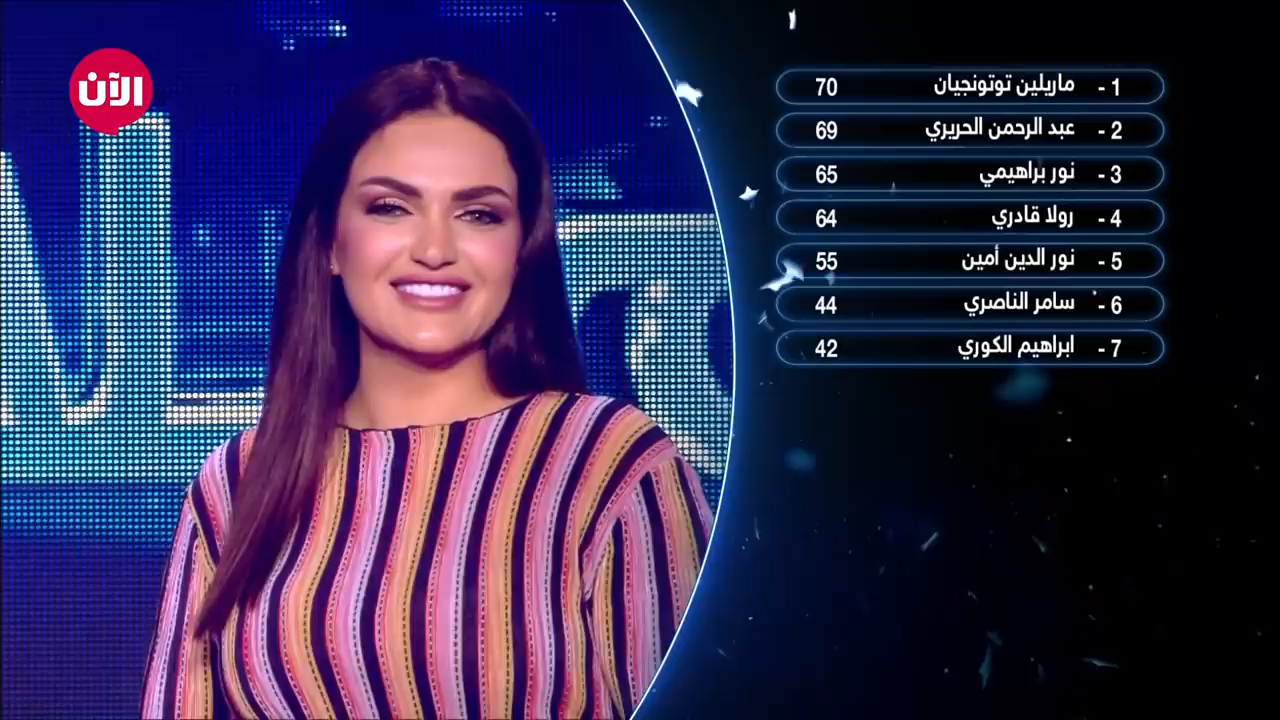 الآن
1 - ماريلين توتونجيان 70
2 - عبد الرحمن الحريري 69
3 - نور براهيمي 65
4 - رولا قادري 64
5 - نور الدين أمين 55
6 - سامر الناصري 44
7 - ابراهيم الكوري 42